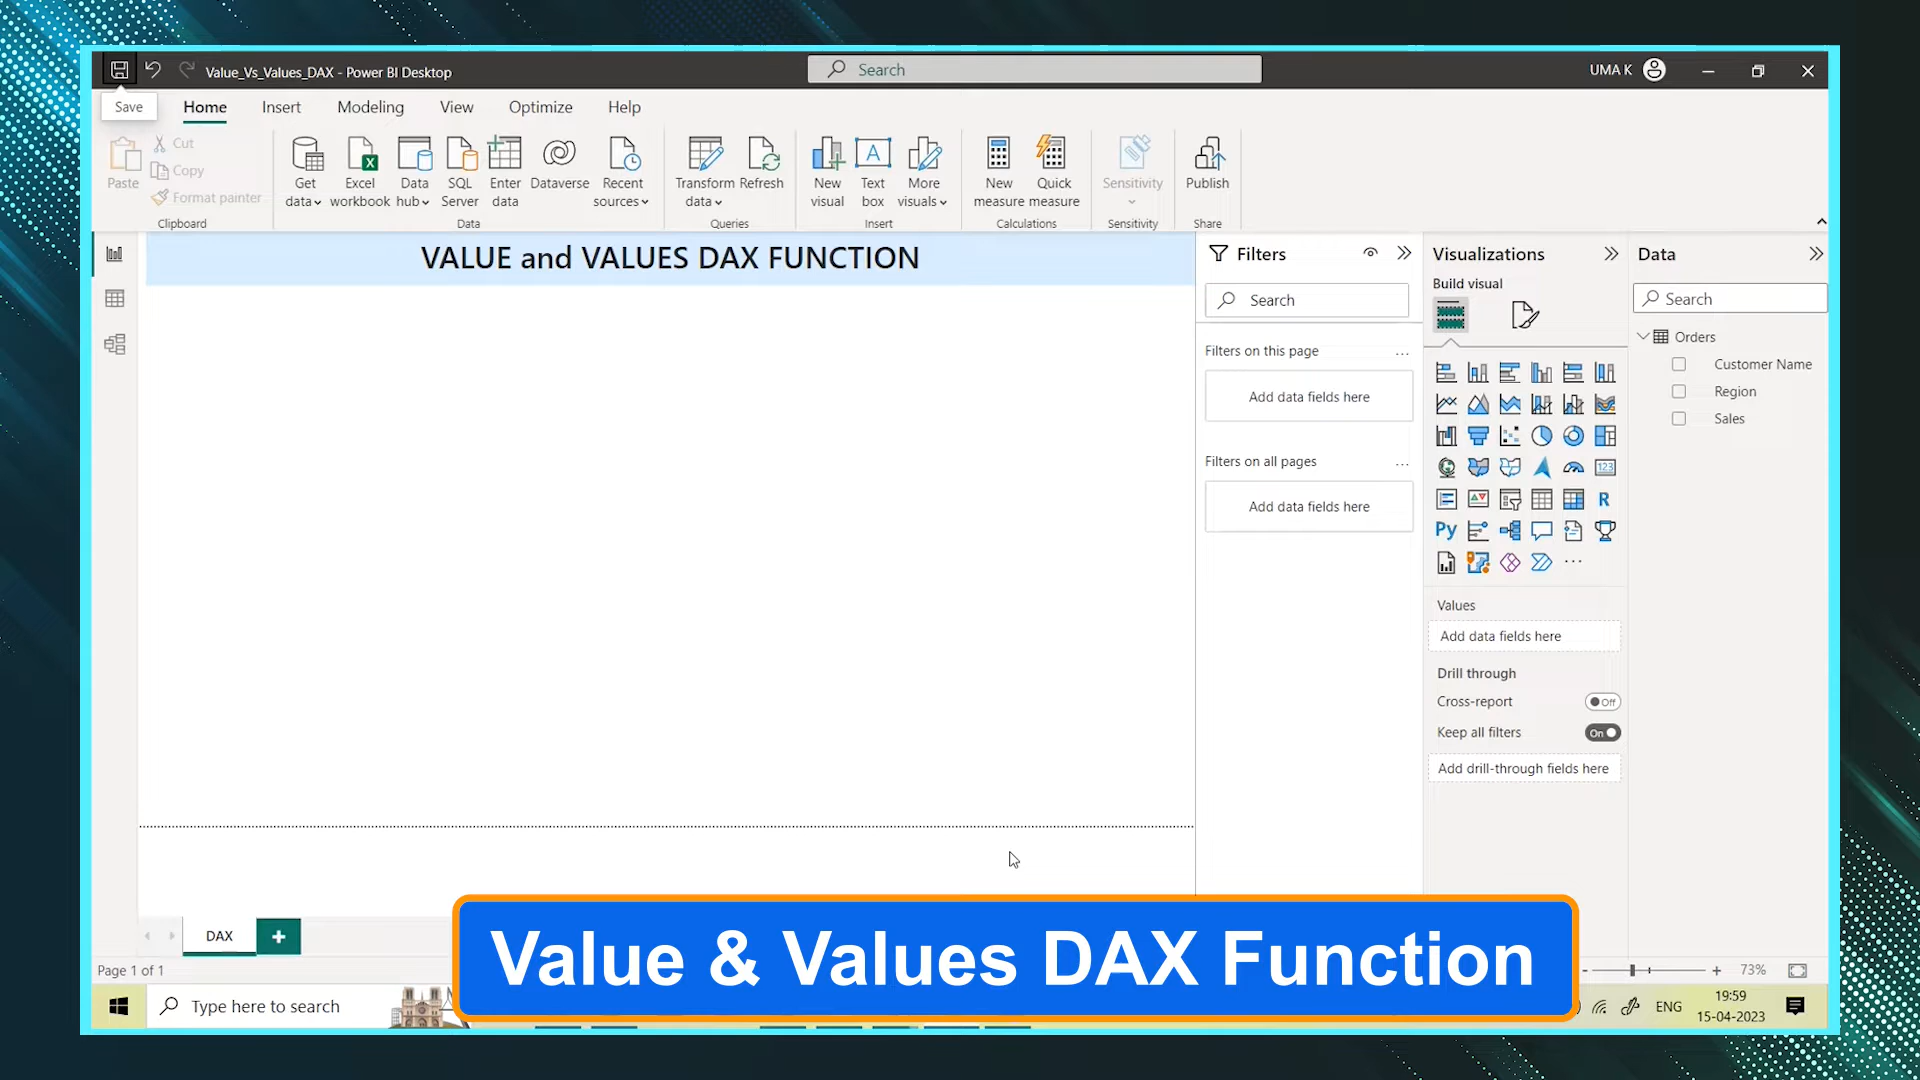 Value_Vs_Values_DAX - Power BI Desktop
Search
UMA K
Save
Home
Insert
Modeling
View
Optimize
Help
Paste
Cut
Copy
Format painter
Clipboard
Get
data
Excel
workbook
Data
hub
SQL
Server
Enter
data
Dataverse
Recent
sources
Data
Transform
data
Refresh
Queries
New
visual
Text
box
More
visuals
Insert
New
measure
Quick
measure
Calculations
Sensitivity
Sensitivity
Publish
Share
VALUE and VALUES DAX FUNCTION
Filters
Search
Filters on this page
...
Add data fields here
Filters on all pages
...
Add data fields here
Visualizations
Build visual
123
R
Py
...
Values
Add data fields here
Drill through
Cross-report
Off
Keep all filters
On
Add drill-through fields here
Data
Search
Orders
Customer Name
Region
Sales
DAX
+
Page 1 of 1
Value & Values DAX Function
- + 73%
Type here to search
ENG
19:59
15-04-2023